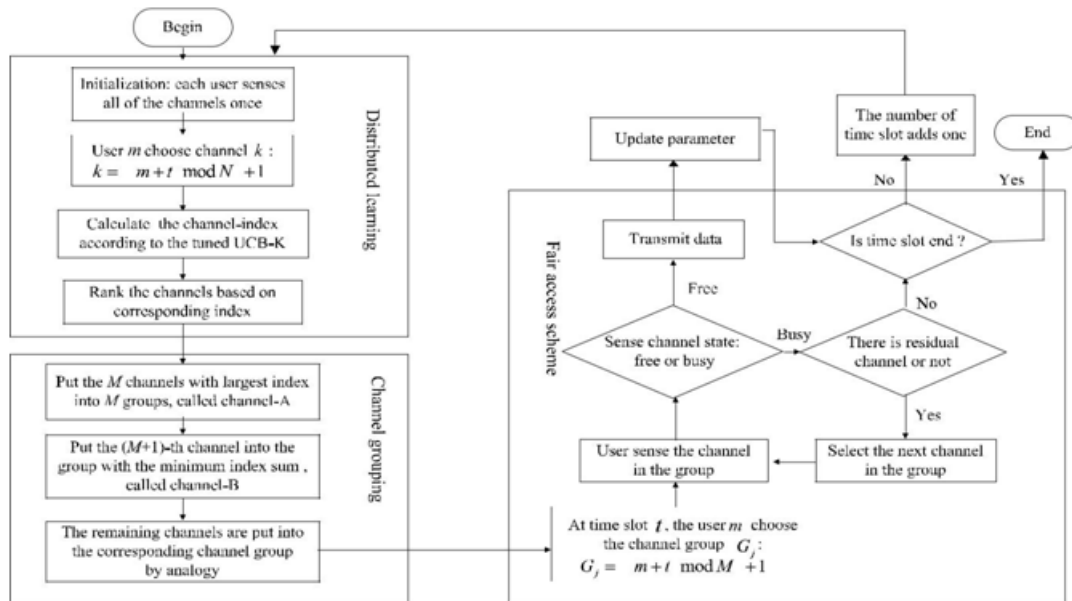 Begin
Initialization: each user senses
all of the channels once
User m choose channel k :
k = m + t mod N + 1
Calculate the channel-index
according to the tuned UCB-K
Rank the channels based on
corresponding index
Distributed learning
Put the M channels with largest index
into M groups, called channel-A
Put the (M+1)-th channel into the
group with the minimum index sum ,
called channel-B
The remaining channels are put into
the corresponding channel group
by analogy
Channel grouping
At time slot t, the user m choose
the channel group G_j:
G_j = m + t mod M + 1
User sense the channel
in the group
Sense channel state:
free or busy
Free
Busy
Transmit data
Update parameter
There is residual
channel or not
Yes
No
Select the next channel
in the group
Is time slot end ?
No
Yes
The number of
time slot adds one
End
Fair access scheme